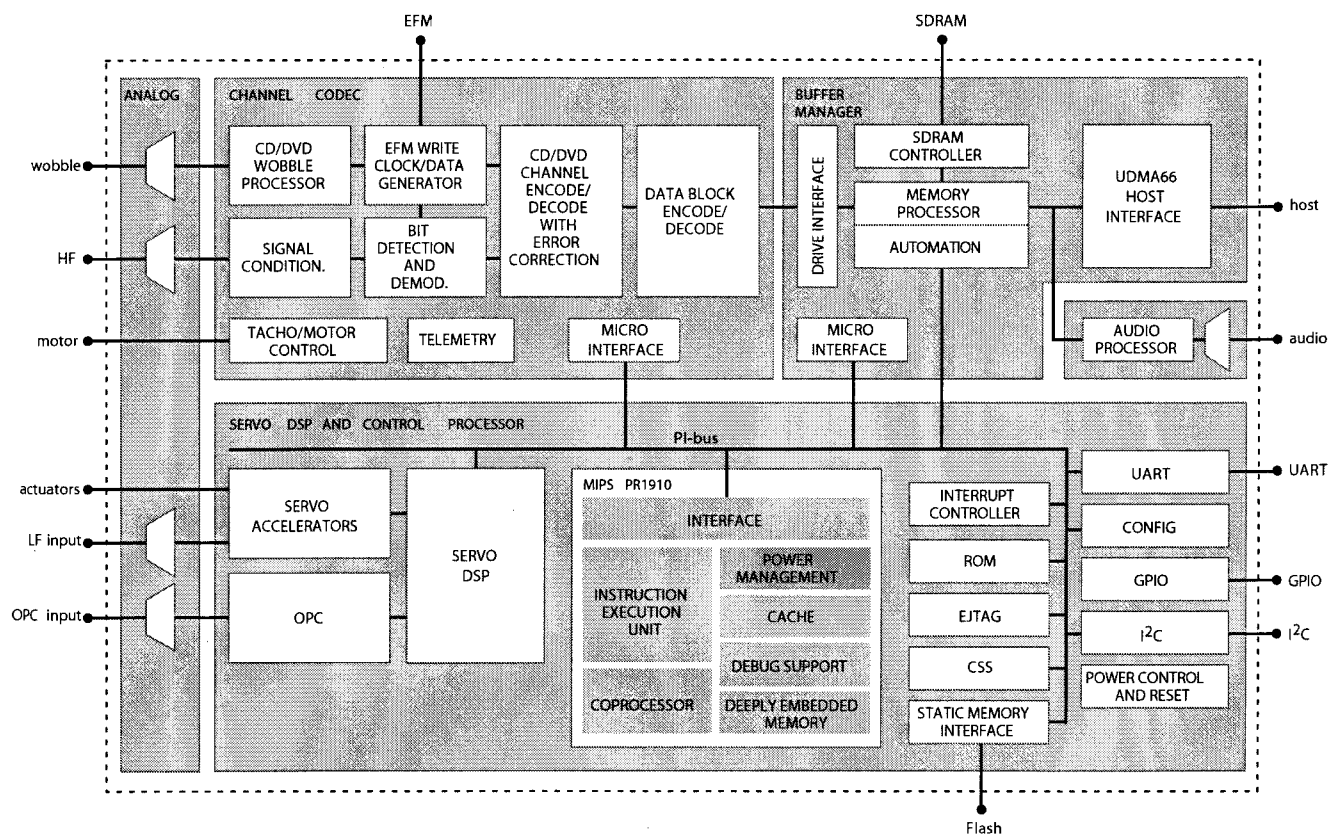 EFM
SDRAM
ANALOG
CHANNEL CODEC
BUFFER
MANAGER
wobble
CD/DVD
WOBBLE
PROCESSOR
EFM WRITE
CLOCK/DATA
GENERATOR
CD/DVD
CHANNEL
ENCODE/
DECODE
WITH
ERROR
CORRECTION
DATA BLOCK
ENCODE/
DECODE
DRIVE INTERFACE
SDRAM
CONTROLLER
MEMORY
PROCESSOR
AUTOMATION
UDMA66
HOST
INTERFACE
host
HF
SIGNAL
CONDITION.
BIT
DETECTION
AND
DEMOD.
motor
TACHO/MOTOR
CONTROL
TELEMETRY
MICRO
INTERFACE
MICRO
INTERFACE
AUDIO
PROCESSOR
audio
SERVO DSP AND CONTROL PROCESSOR
PI-bus
actuators
LF input
OPC input
SERVO
ACCELERATORS
OPC
SERVO
DSP
MIPS PR1910
INTERFACE
INSTRUCTION
EXECUTION
UNIT
COPROCESSOR
POWER
MANAGEMENT
CACHE
DEBUG SUPPORT
DEEPLY EMBEDDED
MEMORY
INTERRUPT
CONTROLLER
ROM
EJTAG
CSS
STATIC MEMORY
INTERFACE
UART
CONFIG
GPIO
I²C
POWER CONTROL
AND RESET
UART
GPIO
I²C
Flash